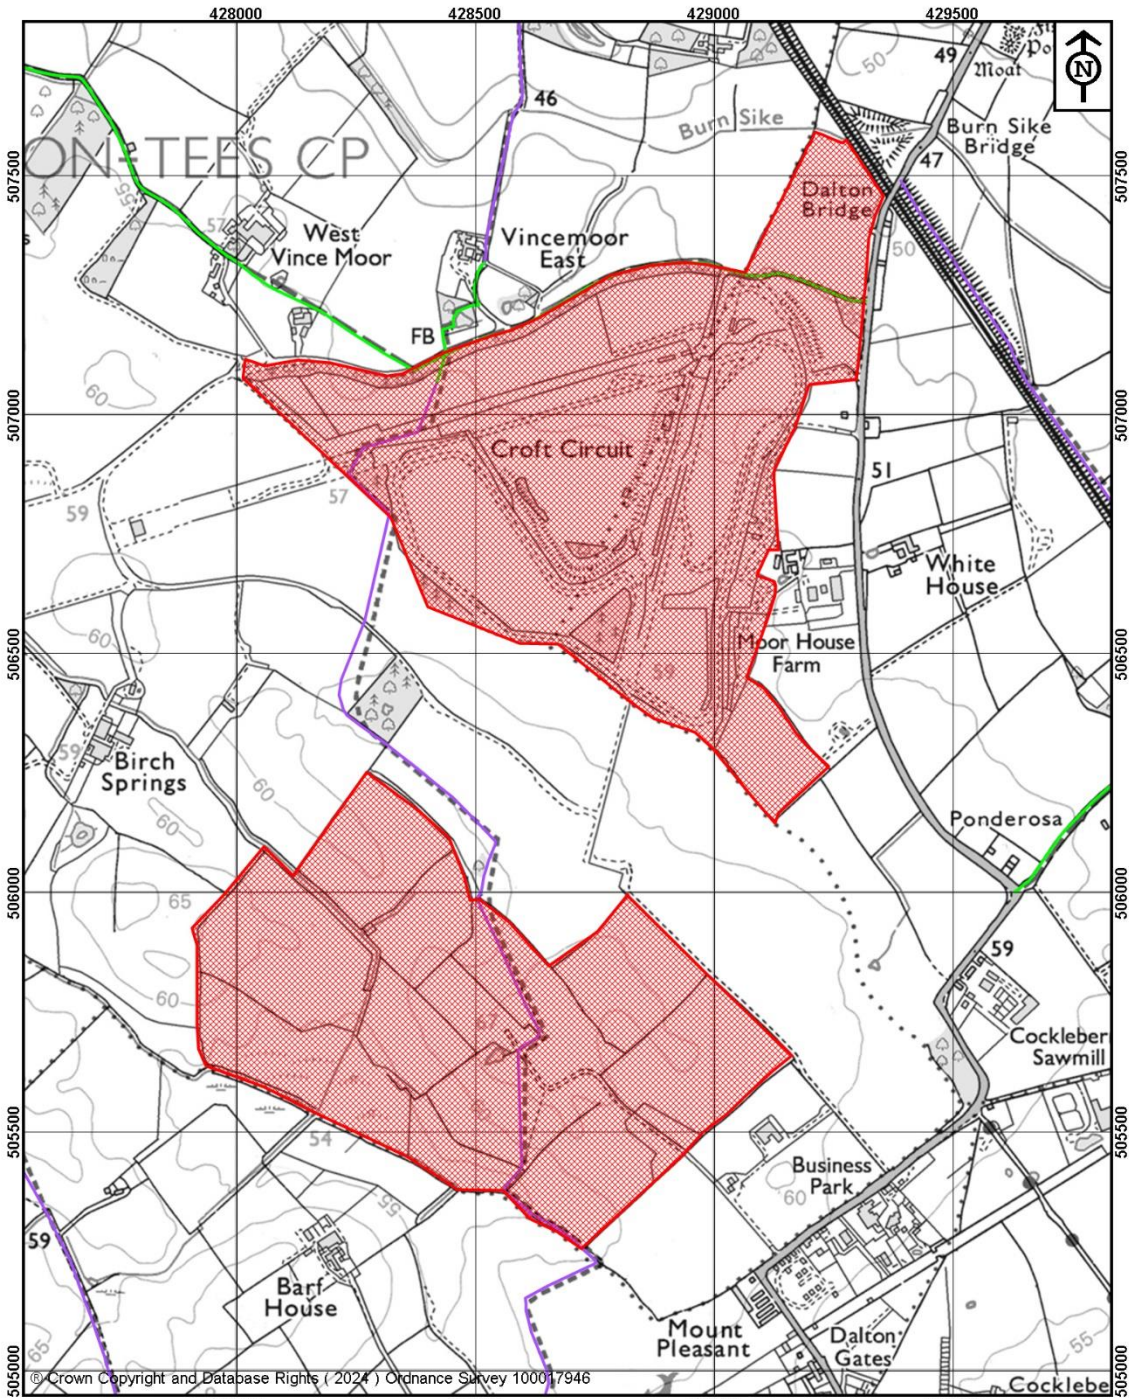 428000
428500
429000
429500
N
49
Moat
50
46
Burn Sike
Burn Sike
Bridge
47
507500
507500
ON-TEES CP
55
57
Dalton
Bridge
West
Vince Moor
Vincemoor
East
50
FB
60
507000
507000
Croft Circuit
51
57
59
White
House
60
Moor House
Farm
506500
506500
59
59
Birch
Springs
60
60
Ponderosa
506000
506000
65
59
60
67
Cockleber
Sawmill
505500
505500
54
Business
Park
60
55
59
Barf
House
Mount
Pleasant
Dalton
Gates
55
65
505000
505000
© Crown Copyright and Database Rights ( 2024 ) Ordnance Survey 100017946
Cocklebe